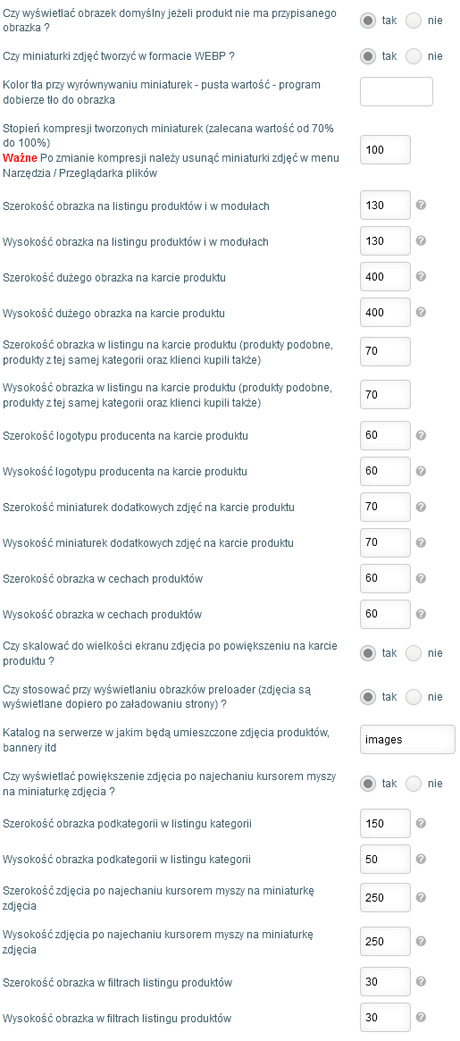 Czy wyświetlać obrazek domyślny jeżeli produkt nie ma przypisanego
obrazka ?
tak nie
Czy miniaturki zdjęć tworzyć w formacie WEBP ?
tak nie
Kolor tła przy wyrównywaniu miniaturek - pusta wartość - program
dobierze tło do obrazka
Stopień kompresji tworzonych miniaturek (zalecana wartość od 70%
do 100%)
Ważne Po zmianie kompresji należy usunąć miniaturki zdjęć w menu
Narzędzia / Przeglądarka plików
100
Szerokość obrazka na listingu produktów i w modułach
130
Wysokość obrazka na listingu produktów i w modułach
130
Szerokość dużego obrazka na karcie produktu
400
Wysokość dużego obrazka na karcie produktu
400
Szerokość obrazka w listingu na karcie produktu (produkty podobne,
produkty z tej samej kategorii oraz klienci kupili także)
70
Wysokość obrazka w listingu na karcie produktu (produkty podobne,
produkty z tej samej kategorii oraz klienci kupili także)
70
Szerokość logotypu producenta na karcie produktu
60
Wysokość logotypu producenta na karcie produktu
60
Szerokość miniaturek dodatkowych zdjęć na karcie produktu
70
Wysokość miniaturek dodatkowych zdjęć na karcie produktu
70
Szerokość obrazka w cechach produktów
60
Wysokość obrazka w cechach produktów
60
Czy skalować do wielkości ekranu zdjęcia po powiększeniu na karcie
produktu ?
tak nie
Czy stosować przy wyświetlaniu obrazków preloader (zdjęcia są
wyświetlane dopiero po załadowaniu strony) ?
tak nie
Katalog na serwerze w jakim będą umieszczone zdjęcia produktów,
bannery itd
images
Czy wyświetlać powiększenie zdjęcia po najechaniu kursorem myszy
na miniaturkę zdjęcia ?
tak nie
Szerokość obrazka podkategorii w listingu kategorii
150
Wysokość obrazka podkategorii w listingu kategorii
50
Szerokość zdjęcia po najechaniu kursorem myszy na miniaturkę
zdjęcia
250
Wysokość zdjęcia po najechaniu kursorem myszy na miniaturkę
zdjęcia
250
Szerokość obrazka w filtrach listingu produktów
30
Wysokość obrazka w filtrach listingu produktów
30